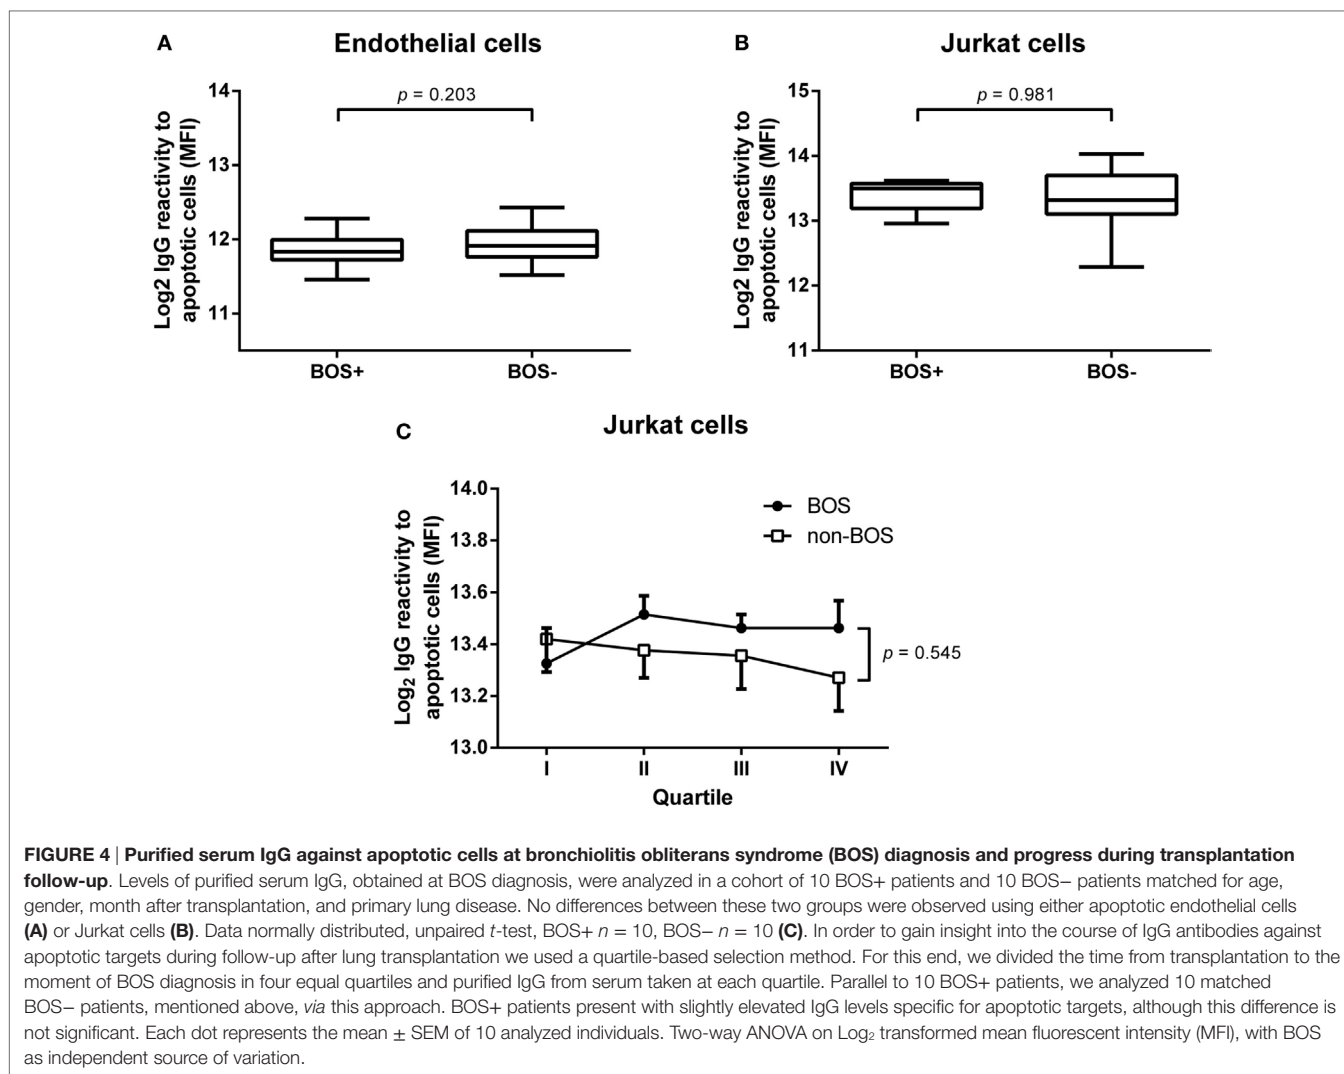 A
Endothelial cells
14
13
12
11
Log2 IgG reactivity to
apoptotic cells (MFI)
p = 0.203
BOS+
BOS-
B
Jurkat cells
15
14
13
12
11
Log2 IgG reactivity to
apoptotic cells (MFI)
p = 0.981
BOS+
BOS-
C
Jurkat cells
14.0
13.8
13.6
13.4
13.2
13.0
Log₂ IgG reactivity to
apoptotic cells (MFI)
BOS
non-BOS
p = 0.545
I
II
III
IV
Quartile
FIGURE 4 | Purified serum IgG against apoptotic cells at bronchiolitis obliterans syndrome (BOS) diagnosis and progress during transplantation
follow-up. Levels of purified serum IgG, obtained at BOS diagnosis, were analyzed in a cohort of 10 BOS+ patients and 10 BOS− patients matched for age,
gender, month after transplantation, and primary lung disease. No differences between these two groups were observed using either apoptotic endothelial cells
(A) or Jurkat cells (B). Data normally distributed, unpaired t-test, BOS+ n = 10, BOS− n = 10 (C). In order to gain insight into the course of IgG antibodies against
apoptotic targets during follow-up after lung transplantation we used a quartile-based selection method. For this end, we divided the time from transplantation to the
moment of BOS diagnosis in four equal quartiles and purified IgG from serum taken at each quartile. Parallel to 10 BOS+ patients, we analyzed 10 matched
BOS− patients, mentioned above, via this approach. BOS+ patients present with slightly elevated IgG levels specific for apoptotic targets, although this difference is
not significant. Each dot represents the mean ± SEM of 10 analyzed individuals. Two-way ANOVA on Log₂ transformed mean fluorescent intensity (MFI), with BOS
as independent source of variation.